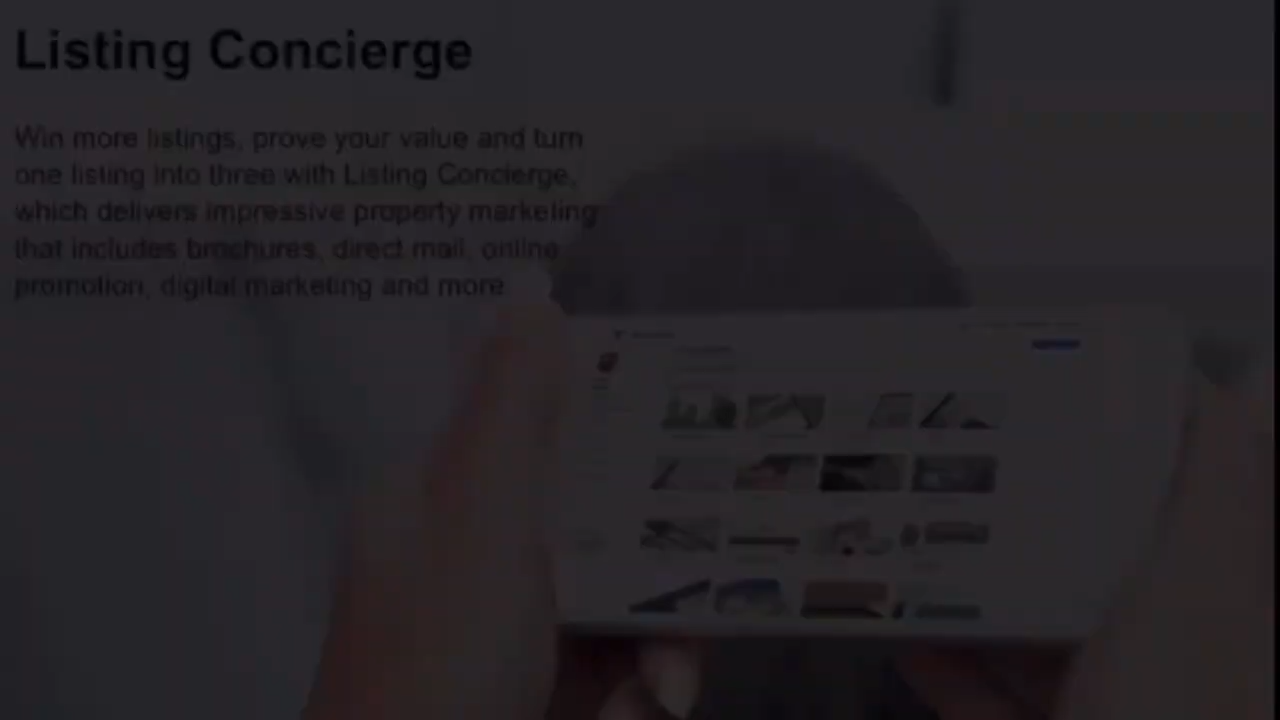 Listing Concierge
Win more listings, prove your value and turn
one listing into three with Listing Concierge,
which delivers impressive property marketing
that includes brochures, direct mail, online
promotion, digital marketing and more